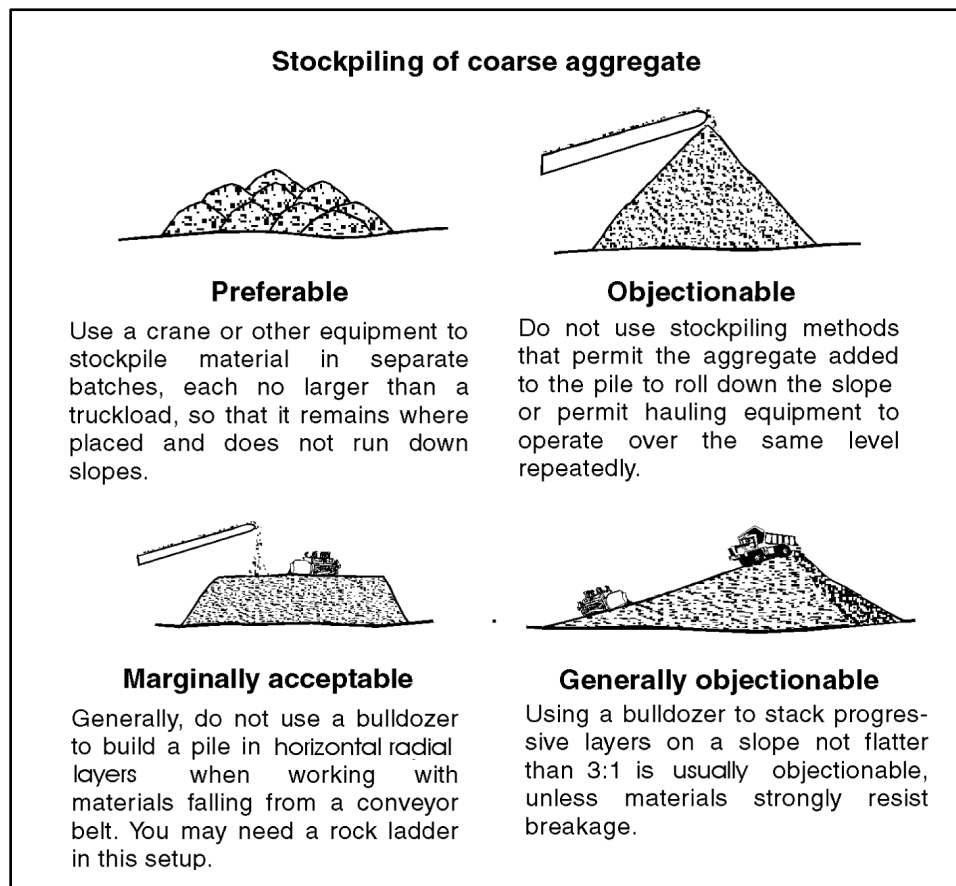 Stockpiling of coarse aggregate
Preferable
Use a crane or other equipment to
stockpile material in separate
batches, each no larger than a
truckload, so that it remains where
placed and does not run down
slopes.
Objectionable
Do not use stockpiling methods
that permit the aggregate added
to the pile to roll down the slope
or permit hauling equipment to
operate over the same level
repeatedly.
Marginally acceptable
Generally, do not use a bulldozer
to build a pile in horizontal radial
layers when working with
materials falling from a conveyor
belt. You may need a rock ladder
in this setup.
Generally objectionable
Using a bulldozer to stack progres-
sive layers on a slope not flatter
than 3:1 is usually objectionable,
unless materials strongly resist
breakage.